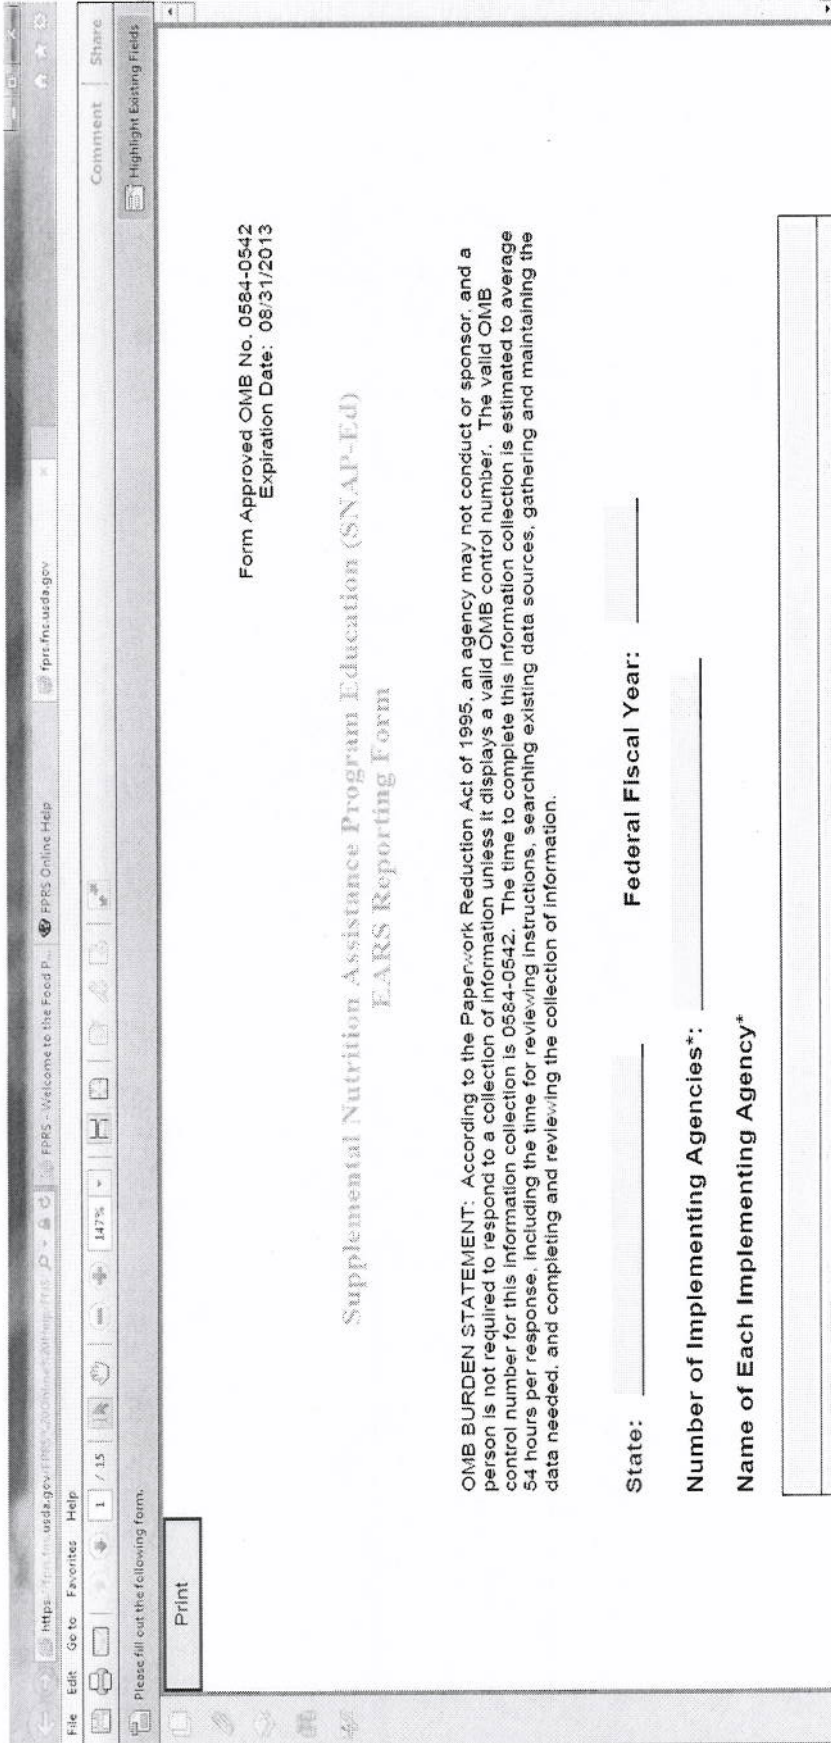 fprs.fns.usda.gov
FPRS - Welcome to the Food P...
FPRS Online Help
fprs.fns.usda.gov
File Edit Go to Favorites Help
1 / 15
147%
Comment Share
Please fill out the following form.
Highlight Existing Fields
Print
Form Approved OMB No. 0584-0542
Expiration Date: 08/31/2013
Supplemental Nutrition Assistance Program Education (SNAP-Ed)
EARS Reporting Form
OMB BURDEN STATEMENT: According to the Paperwork Reduction Act of 1995, an agency may not conduct or sponsor, and a
person is not required to respond to a collection of information unless it displays a valid OMB control number. The valid OMB
control number for this information collection is 0584-0542. The time to complete this information collection is estimated to average
54 hours per response, including the time for reviewing instructions, searching existing data sources, gathering and maintaining the
data needed, and completing and reviewing the collection of information.
State: Federal Fiscal Year:
Number of Implementing Agencies*:
Name of Each Implementing Agency*